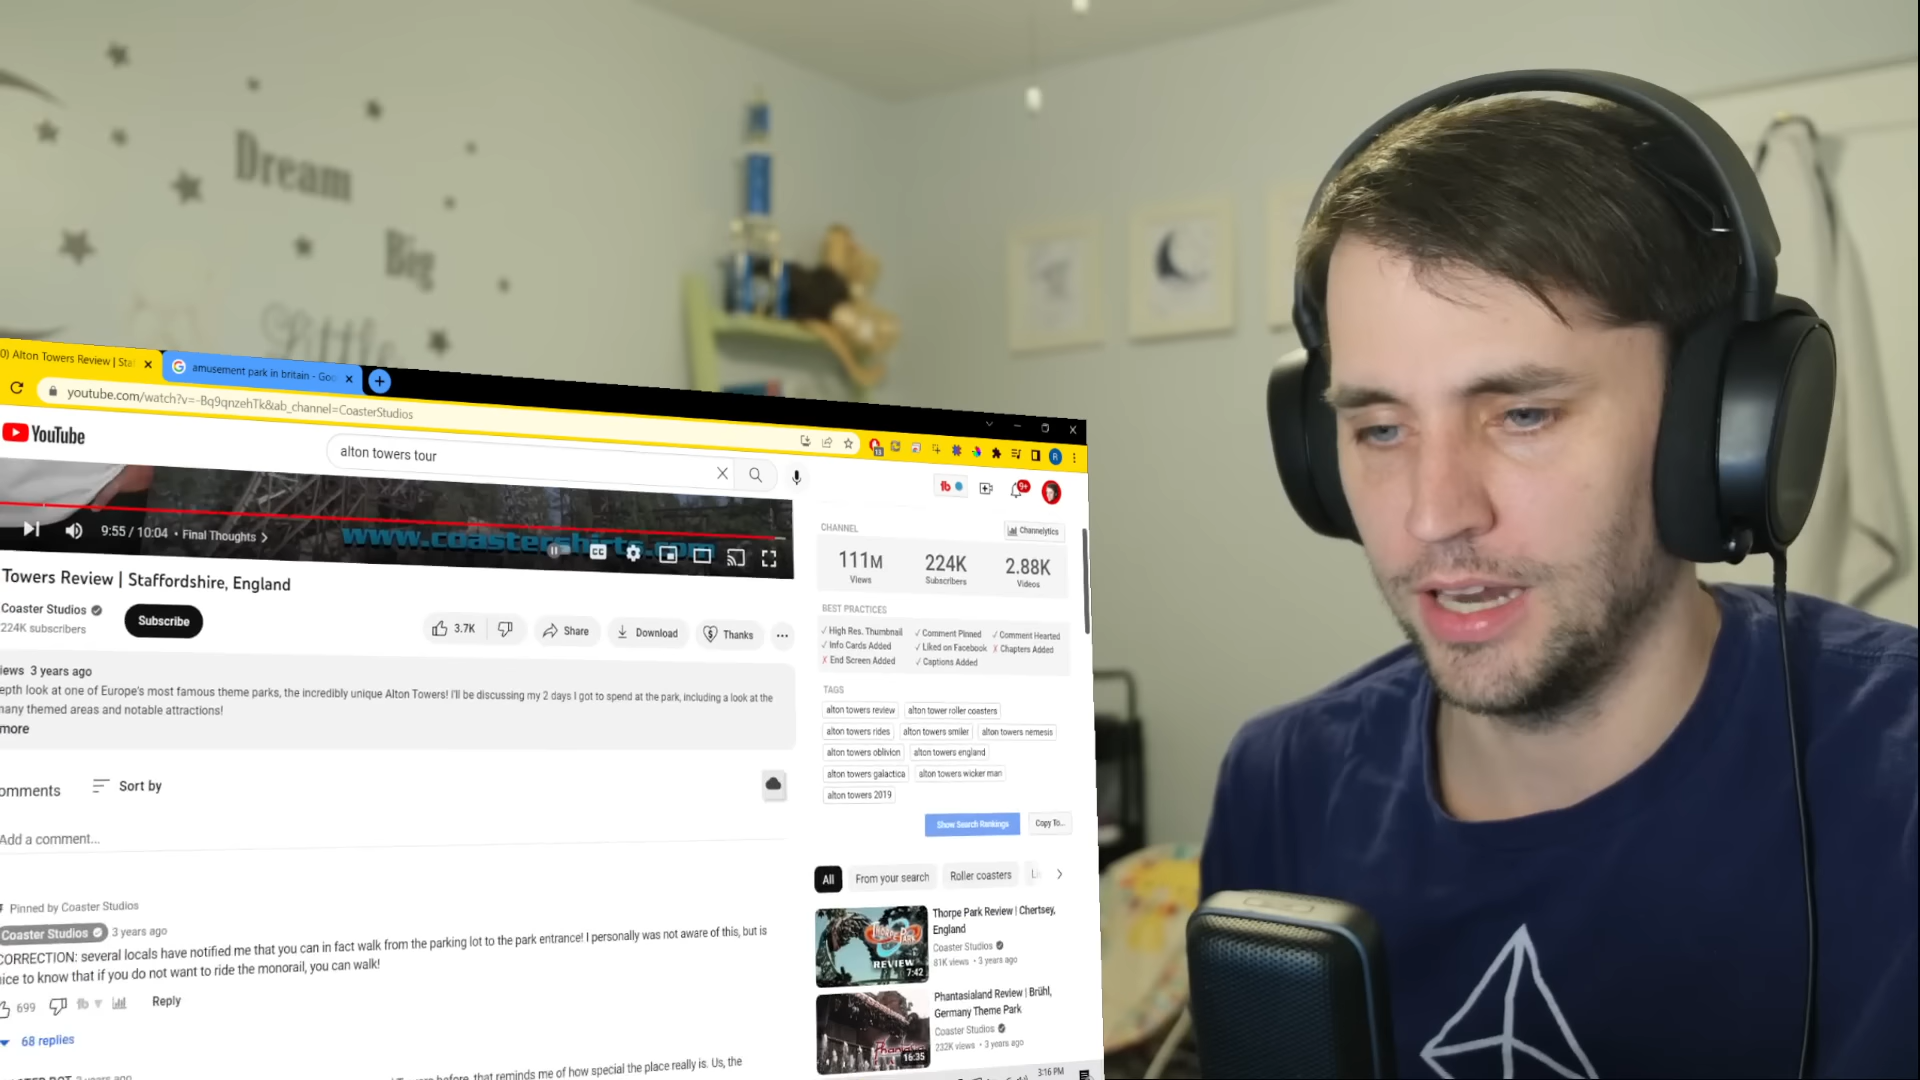 Dream
Big
Little
0) Alton Towers Review | Sta
amusement park in britain - Goo
youtube.com/watch?v=-Bq9qnzehTk&ab_channel=CoasterStudios
YouTube
alton towers tour
fb
9+
13
R
9:55 / 10:04 • Final Thoughts
www.coastershirts.com
CC
Towers Review | Staffordshire, England
Coaster Studios
224K subscribers
Subscribe
3.7K
Share
Download
Thanks
iews 3 years ago
epth look at one of Europe's most famous theme parks, the incredibly unique Alton Towers! I'll be discussing my 2 days I got to spend at the park, including a look at the
many themed areas and notable attractions!
more
omments
Sort by
Add a comment...
Pinned by Coaster Studios
Coaster Studios
3 years ago
CORRECTION: several locals have notified me that you can in fact walk from the parking lot to the park entrance! I personally was not aware of this, but is
nice to know that if you do not want to ride the monorail, you can walk!
699
fb
Reply
68 replies
before, that reminds me of how special the place really is. Us, the
CHANNEL
Channelytics
111M
Views
224K
Subscribers
2.88K
Videos
BEST PRACTICES
✓ High Res. Thumbnail ✓ Comment Pinned ✓ Comment Hearted
✓ Info Cards Added ✓ Liked on Facebook ✗ Chapters Added
✗ End Screen Added ✓ Captions Added
TAGS
alton towers review alton tower roller coasters
alton towers rides alton towers smiler alton towers nemesis
alton towers oblivion alton towers england
alton towers galactica alton towers wicker man
alton towers 2019
Show Search Rankings
Copy To...
All
From your search
Roller coasters
Thorpe Park Review | Chertsey,
England
Coaster Studios
81K views • 3 years ago
REVIEW
7:42
Phantasialand Review | Brühl,
Germany Theme Park
Coaster Studios
232K views • 3 years ago
16:35
3:16 PM